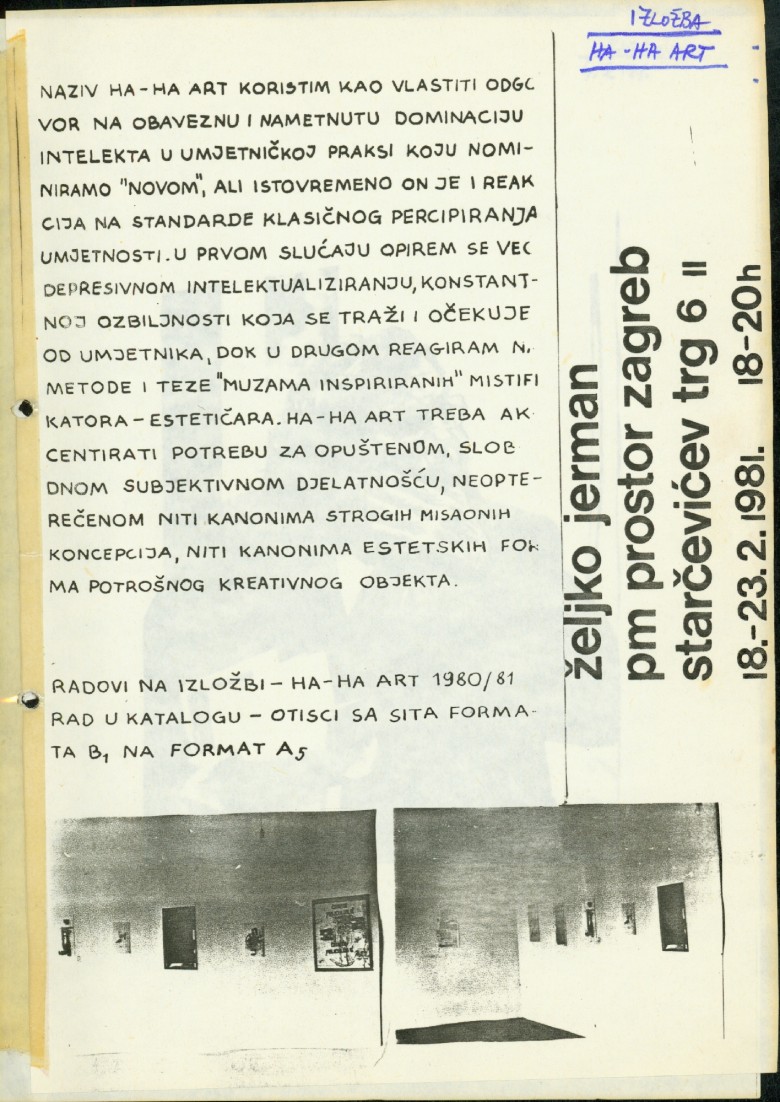 IZLOŽBA
HA-HA ART
NAZIV HA-HA ART KORISTIM KAO VLASTITI ODGC
VOR NA OBAVEZNU I NAMETNUTU DOMINACIJU
INTELEKTA U UMJETNIČKOJ PRAKSI KOJU NOMI-
NIRAMO "NOVOM", ALI ISTOVREMENO ON JE I REAK
CIJA NA STANDARDE KLASIČNOG PERCIPIRANJA
UMJETNOSTI. U PRVOM SLUČAJU OPIREM SE VEĆ
DEPRESIVNOM INTELEKTUALIZIRANJU, KONSTANT-
NOJ OZBILJNOSTI KOJA SE TRAŽI I OČEKUJE
OD UMJETNIKA, DOK U DRUGOM REAGIRAM N.
METODE I TEZE "MUZAMA INSPIRIRANIH" MISTIFI
KATORA - ESTETIČARA. HA-HA ART TREBA AK
CENTIRATI POTREBU ZA OPUŠTENOM, SLOB
DNOM SUBJEKTIVNOM DJELATNOŠĆU, NEOPTE-
REČENOM NITI KANONIMA STROGIH MISAONIH
KONCEPCIJA, NITI KANONIMA ESTETSKIH FOR
MA POTROŠNOG KREATIVNOG OBJEKTA.
RADOVI NA IZLOŽBI - HA-HA ART 1980/81
RAD U KATALOGU - OTISCI SA SITA FORMA-
TA B1 NA FORMAT A5
željko jerman
pm prostor zagreb
starčevićev trg 6 II
18.-23.2.1981. 18-20h